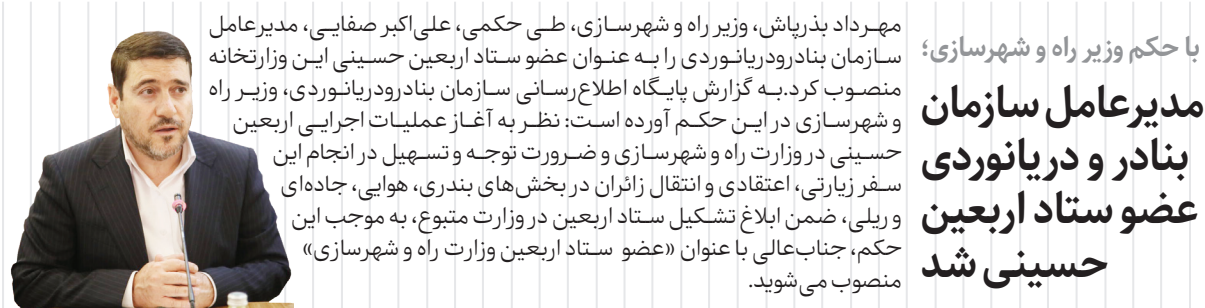 با حکم وزیر راه و شهرسازی؛
مدیرعامل سازمان
بنادر و دریانوردی
عضو ستاد اربعین
حسینی شد
مهرداد بذرپاش، وزیر راه و شهرسازی، طی حکمی، علی‌اکبر صفایی، مدیرعامل
سازمان بنادرودریانوردی را به عنوان عضو ستاد اربعین حسینی این وزارتخانه
منصوب کرد.به گزارش پایگاه اطلاع‌رسانی سازمان بنادرودریانوردی، وزیر راه
و شهرسازی در این حکم آورده است: نظر به آغاز عملیات اجرایی اربعین
حسینی در وزارت راه و شهرسازی و ضرورت توجه و تسهیل در انجام این
سفر زیارتی، اعتقادی و انتقال زائران در بخش‌های بندری، هوایی، جاده‌ای
و ریلی، ضمن ابلاغ تشکیل ستاد اربعین در وزارت متبوع، به موجب این
حکم، جناب‌عالی با عنوان «عضو ستاد اربعین وزارت راه و شهرسازی»
منصوب می‌شوید.